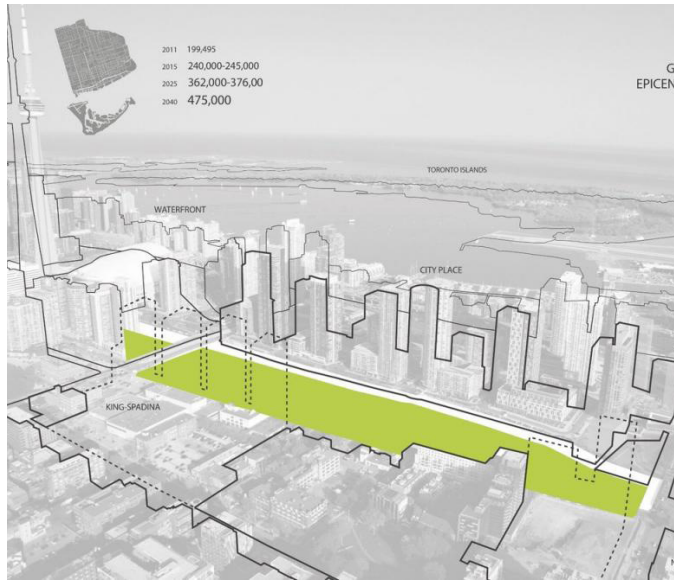 2011 199,495
2015 240,000-245,000
2025 362,000-376,00
2040 475,000
G
EPICEN
TORONTO ISLANDS
WATERFRONT
CITY PLACE
KING-SPADINA